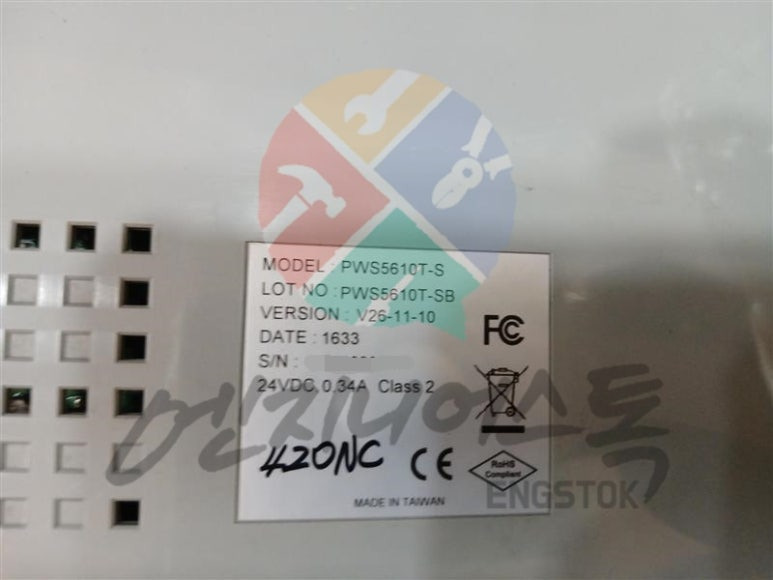 MODEL : PWS5610T-S
LOT NO : PWS5610T-SB
VERSION : V26-11-10
DATE : 1633
S/N :
24VDC, 0.34A Class 2
FC
420NC
CE
RoHS
Compliant
MADE IN TAIWAN
엔지니어스톡
ENGSTOK